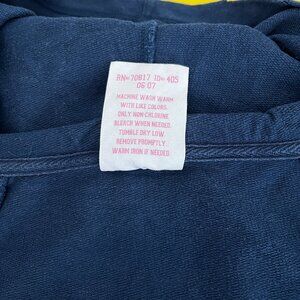 RN# 70817 ID# 405
06 07
MACHINE WASH WARM
WITH LIKE COLORS.
ONLY NON-CHLORINE
BLEACH WHEN NEEDED.
TUMBLE DRY LOW.
REMOVE PROMPTLY.
WARM IRON IF NEEDED.